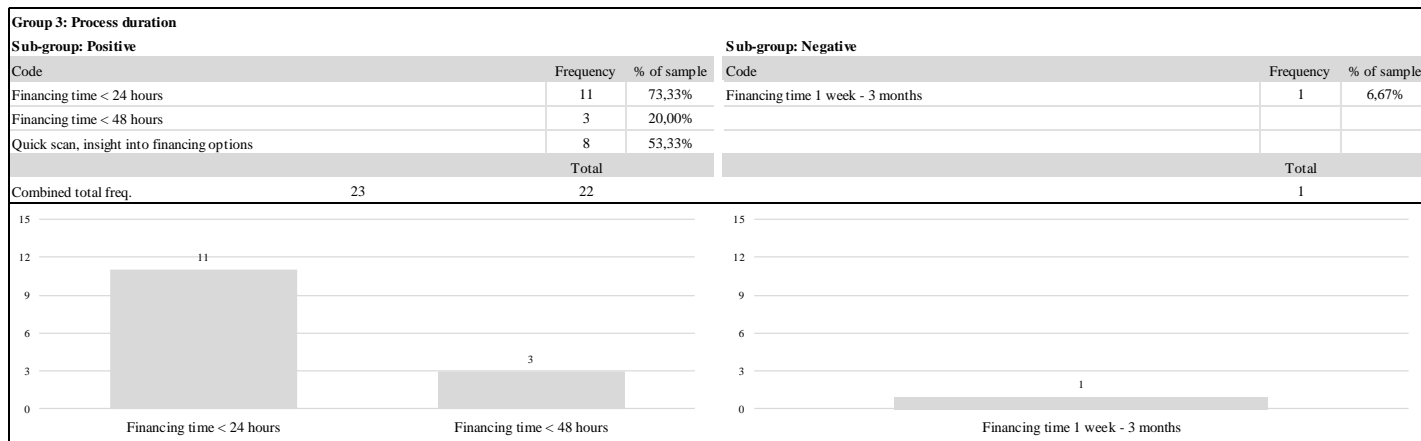 Group 3: Process duration
Sub-group: Positive Sub-group: Negative
Code Frequency % of sample Code Frequency % of sample
Financing time < 24 hours 11 73,33% Financing time 1 week - 3 months 1 6,67%
Financing time < 48 hours 3 20,00%
Quick scan, insight into financing options 8 53,33%
Total Total
Combined total freq. 23 22 1
15 15
12 12
11
9 9
6 6
3
3 3
1
0 0
Financing time < 24 hours Financing time < 48 hours Financing time 1 week - 3 months